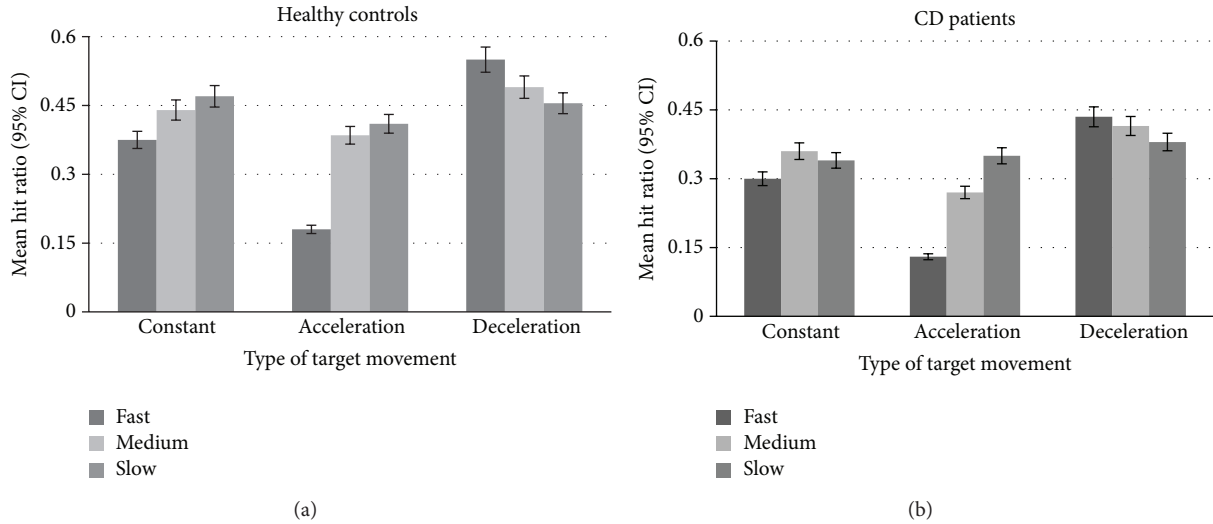 Healthy controls
Mean hit ratio (95% CI)
0.6
0.45
0.3
0.15
0
Constant Acceleration Deceleration
Type of target movement
Fast
Medium
Slow
(a)
CD patients
Mean hit ratio (95% CI)
0.6
0.45
0.3
0.15
0
Constant Acceleration Deceleration
Type of target movement
Fast
Medium
Slow
(b)